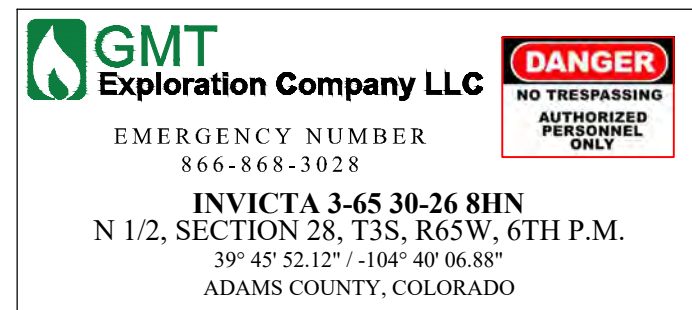 GMT
Exploration Company LLC
DANGER
NO TRESPASSING
AUTHORIZED
PERSONNEL
ONLY
EMERGENCY NUMBER
866-868-3028
INVICTA 3-65 30-26 8HN
N 1/2, SECTION 28, T3S, R65W, 6TH P.M.
39° 45' 52.12" / -104° 40' 06.88"
ADAMS COUNTY, COLORADO